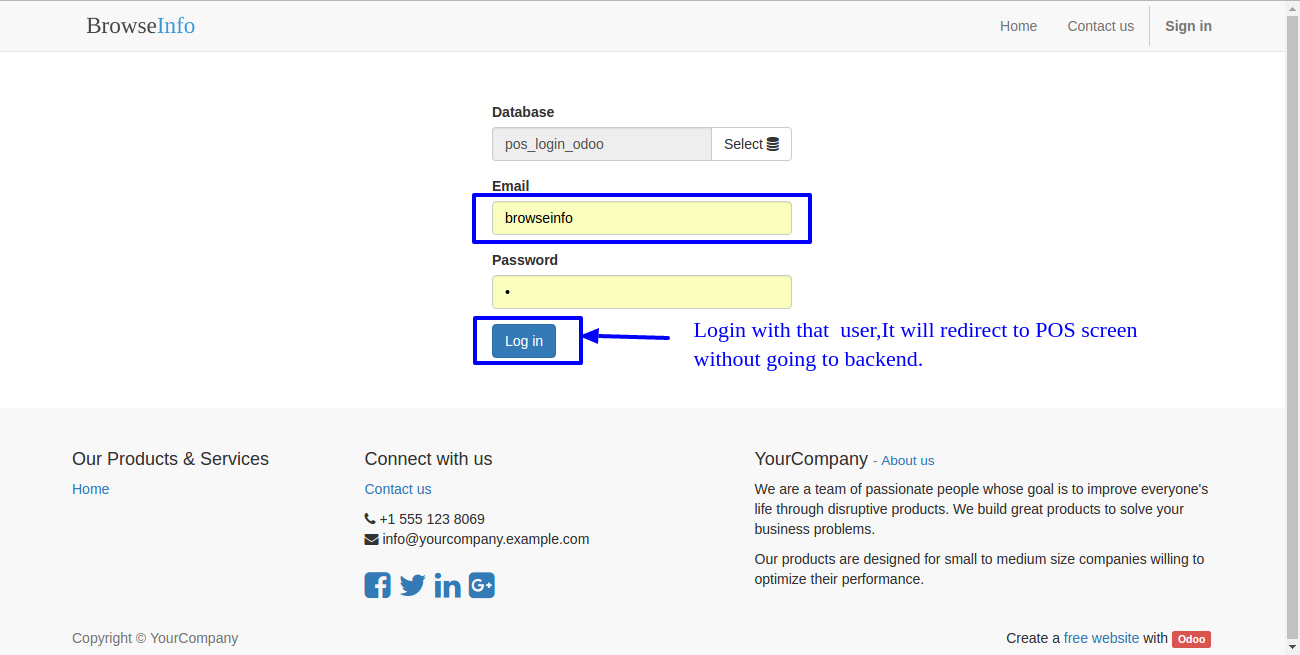 BrowseInfo
Home
Contact us
Sign in
Database
pos_login_odoo
Select
Email
browseinfo
Password
•
Log in
Login with that  user,It will redirect to POS screen
without going to backend.
Our Products & Services
Home
Connect with us
Contact us
+1 555 123 8069
info@yourcompany.example.com
YourCompany - About us
We are a team of passionate people whose goal is to improve everyone's
life through disruptive products. We build great products to solve your
business problems.
Our products are designed for small to medium size companies willing to
optimize their performance.
Copyright © YourCompany
Create a free website with Odoo